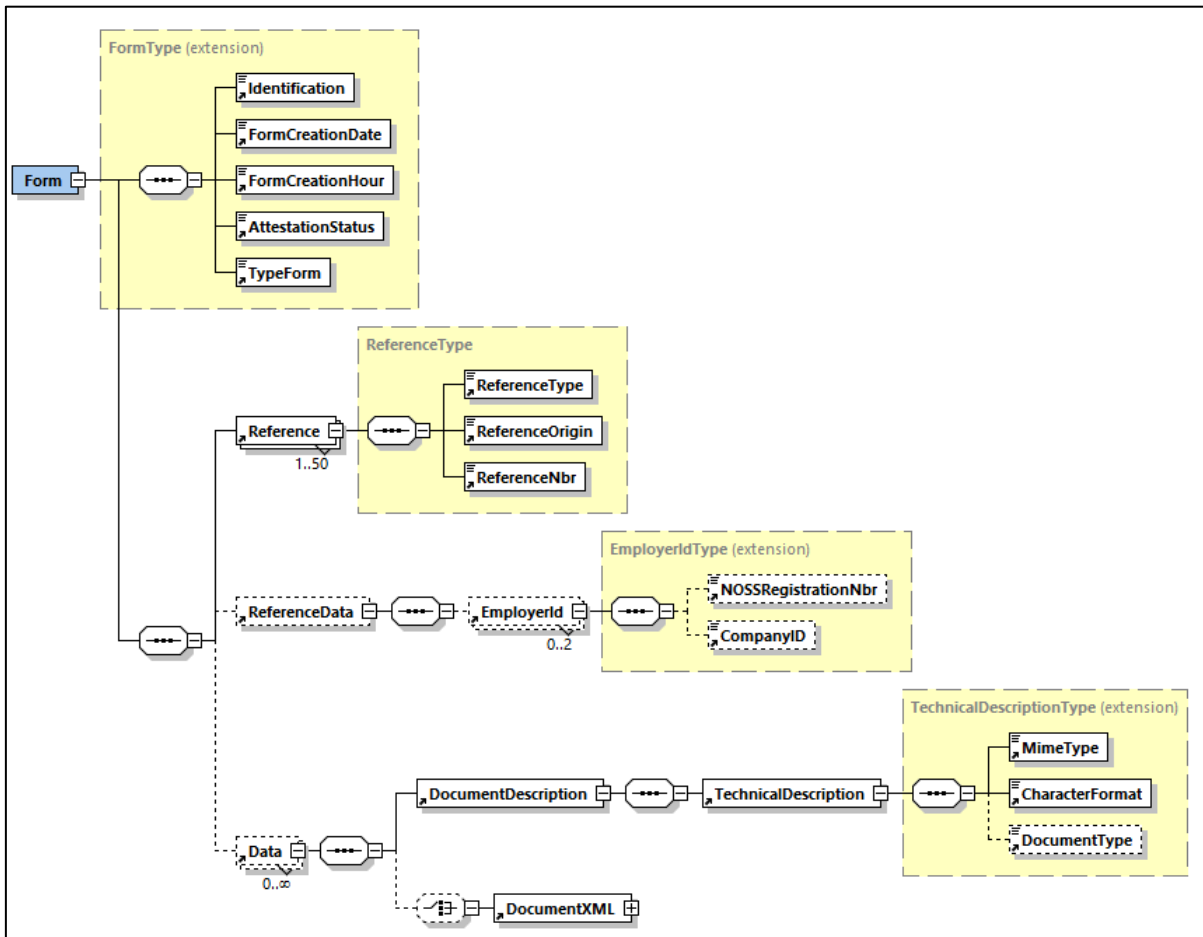 FormType (extension)
Identification
FormCreationDate
FormCreationHour
AttestationStatus
TypeForm
Form
ReferenceType
ReferenceType
ReferenceOrigin
ReferenceNbr
Reference
1..50
EmployerIdType (extension)
NOSSRegistrationNbr
CompanyID
ReferenceData
EmployerId
0..2
TechnicalDescriptionType (extension)
MimeType
CharacterFormat
DocumentType
DocumentDescription
TechnicalDescription
Data
0..∞
DocumentXML